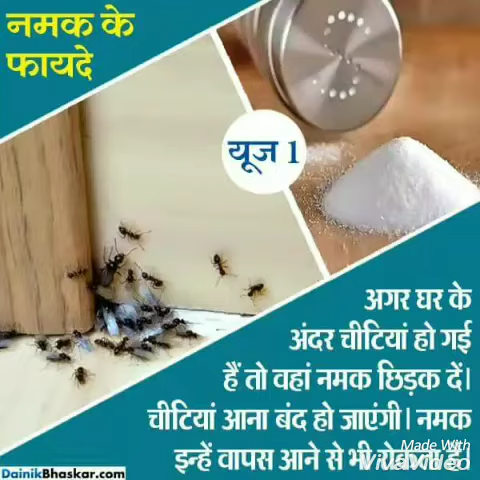 नमक के
फायदे
यूज 1
अगर घर के
अंदर चीटियां हो गई
हैं तो वहां नमक छिड़क दें।
चीटियां आना बंद हो जाएंगी। नमक
इन्हें वापस आने से भी रोकता है।
Made With
VivaVideo
DainikBhaskar.com